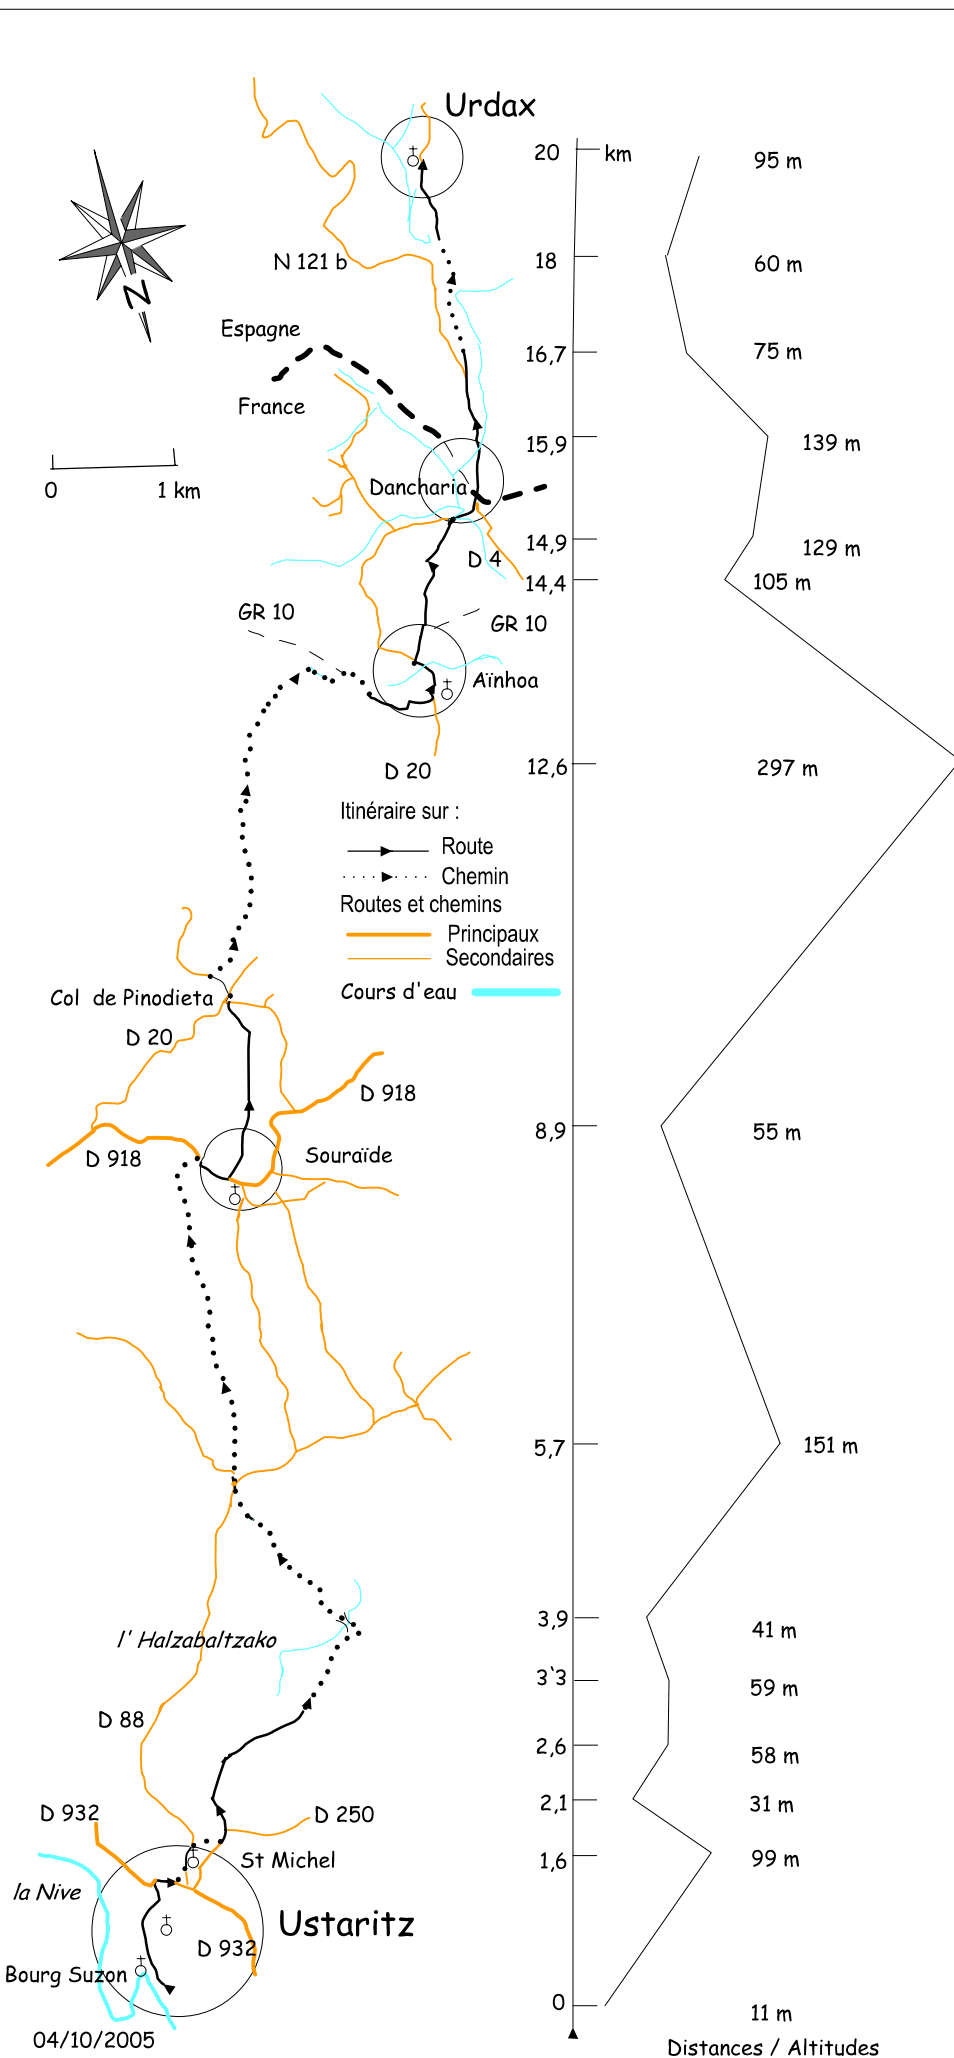 Urdax
20
km
95 m
N 121 b
18
60 m
N
Espagne
16,7
75 m
France
15,9
139 m
0
1 km
Dancharia
14,9
129 m
D 4
14,4
105 m
GR 10
GR 10
Aïnhoa
D 20
12,6
297 m
Itinéraire sur :
Route
Chemin
Routes et chemins
Principaux
Secondaires
Cours d'eau
Col de Pinodieta
D 20
D 918
8,9
55 m
D 918
Souraïde
5,7
151 m
3,9
41 m
l' Halzabaltzako
3`3
59 m
D 88
2,6
58 m
2,1
31 m
D 932
D 250
St Michel
1,6
99 m
la Nive
Ustaritz
D 932
Bourg Suzon
0
11 m
04/10/2005
Distances / Altitudes